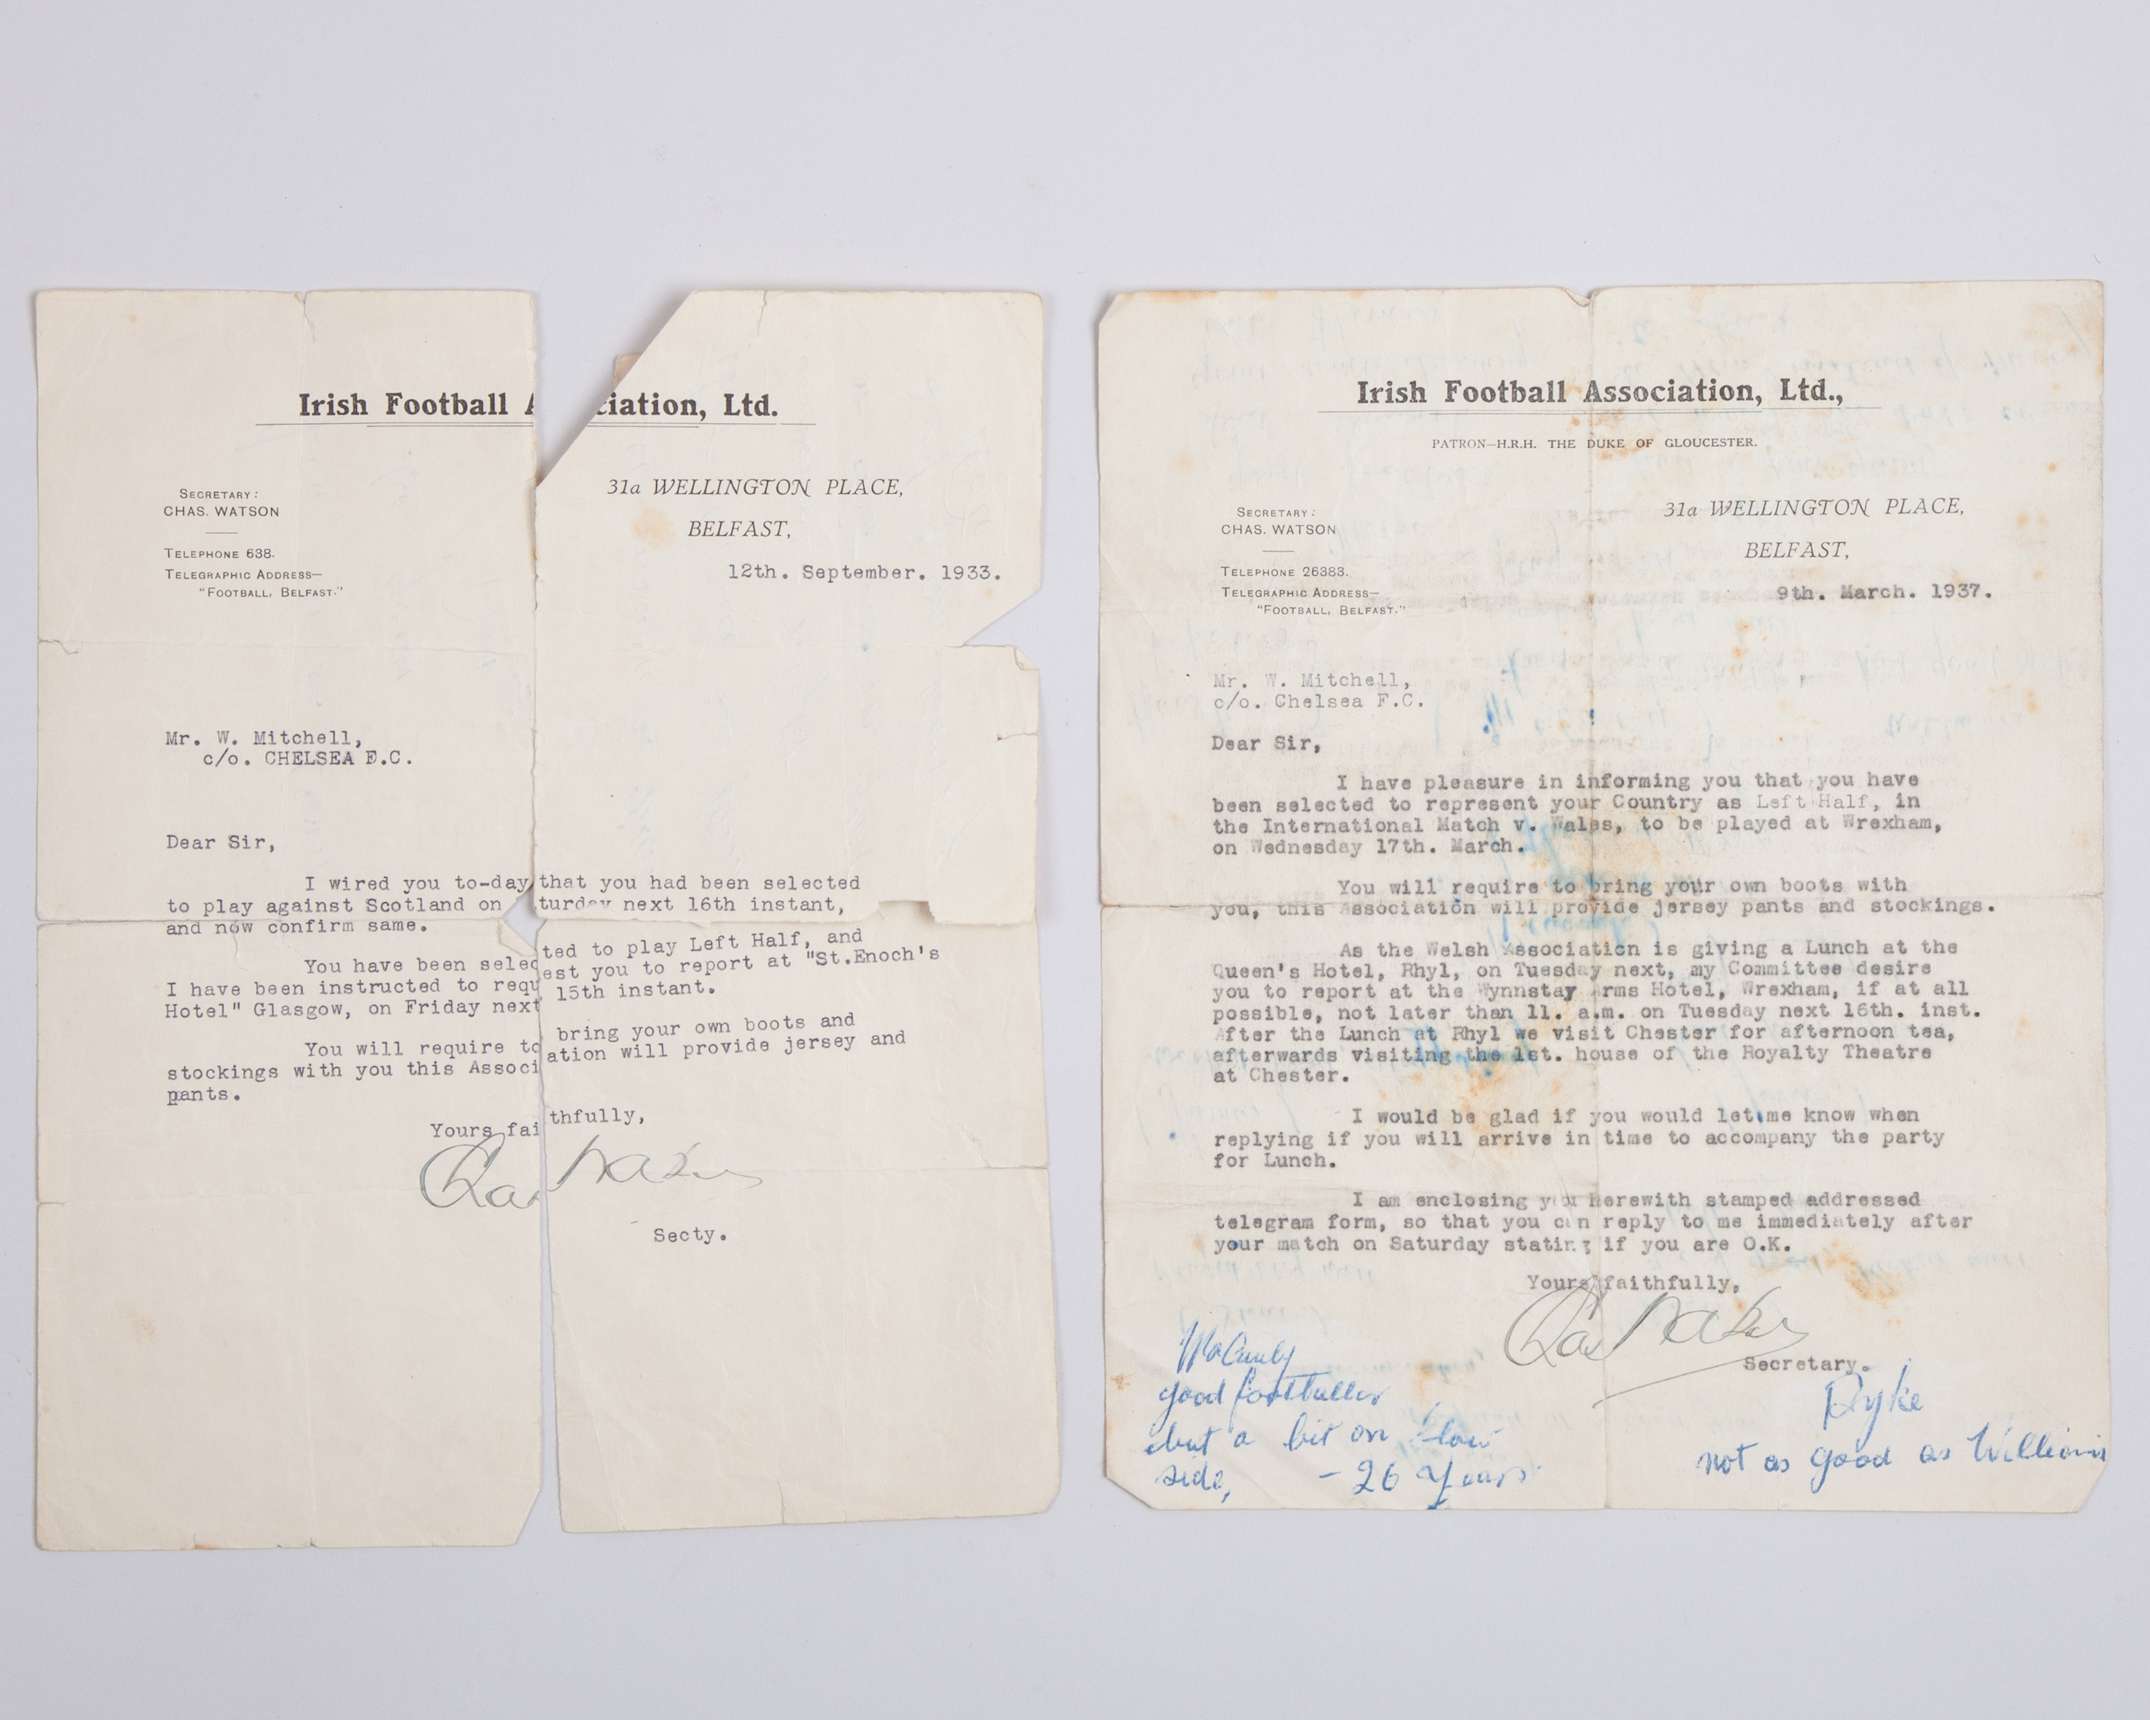 Irish Football A ciation, Ltd.
31a WELLINGTON PLACE,
BELFAST,
SECRETARY:
CHAS. WATSON
TELEPHONE 638.
TELEGRAPHIC ADDRESS—
"FOOTBALL, BELFAST."
12th. September. 1933.
Mr. W. Mitchell,
c/o. CHELSEA F.C.
Dear Sir,
I wired you to-day that you had been selected
to play against Scotland on turday next 16th instant,
and now confirm same.
You have been selected to play Left Half, and
I have been instructed to request you to report at "St.Enoch's
Hotel" Glasgow, on Friday next 15th instant.
You will require to bring your own boots and
stockings with you this Association will provide jersey and
pants.
Yours faithfully,
Secty.
Irish Football Association, Ltd.,
PATRON—H.R.H. THE DUKE OF GLOUCESTER.
31a WELLINGTON PLACE,
BELFAST,
SECRETARY:
CHAS. WATSON
TELEPHONE 26383.
TELEGRAPHIC ADDRESS—
"FOOTBALL, BELFAST."
9th. March. 1937.
Mr. W. Mitchell,
c/o. Chelsea F.C.
Dear Sir,
I have pleasure in informing you that you have
been selected to represent your Country as Left Half, in
the International Match v. Wales, to be played at Wrexham,
on Wednesday 17th. March.
You will require to bring your own boots with
you, this Association will provide jersey pants and stockings.
As the Welsh Association is giving a Lunch at the
Queen's Hotel, Rhyl, on Tuesday next, my Committee desire
you to report at the Wynnstay Arms Hotel, Wrexham, if at all
possible, not later than 11. a.m. on Tuesday next 16th. inst.
After the Lunch at Rhyl we visit Chester for afternoon tea,
afterwards visiting the 1st. house of the Royalty Theatre
at Chester.
I would be glad if you would let me know when
replying if you will arrive in time to accompany the party
for Lunch.
I am enclosing you herewith stamped addressed
telegram form, so that you can reply to me immediately after
your match on Saturday stating if you are O.K.
Yours faithfully,
Secretary.
good footballer
but a bit on slow
side, - 26 years
Dyke
not as good as Williams